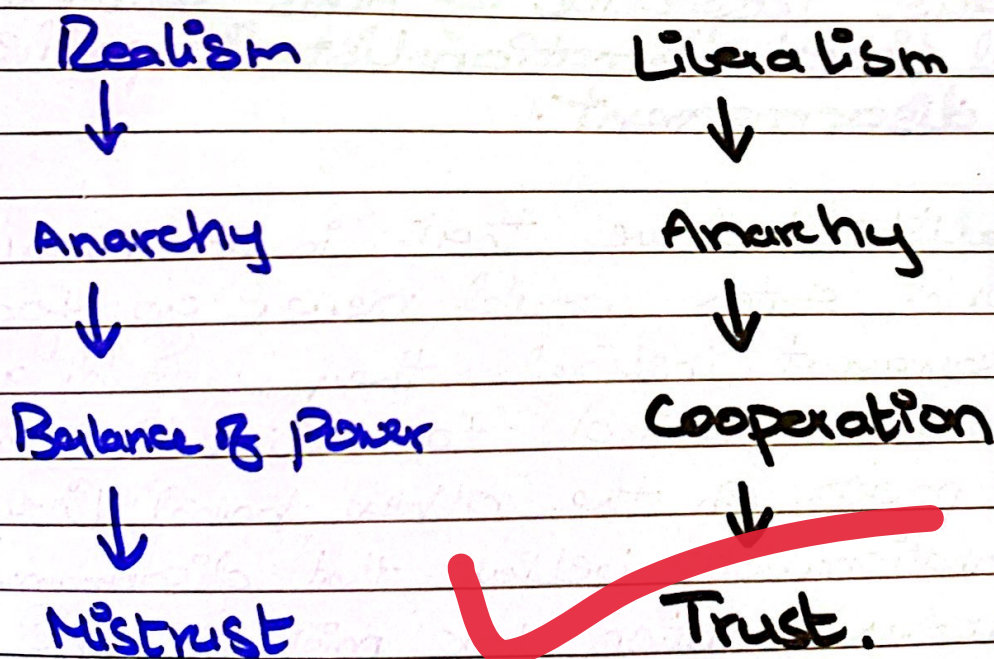 Realism Liberalism
↓ ↓
Anarchy Anarchy
↓ ↓
Balance of power Cooperation
↓ ↓
Mistrust Trust.